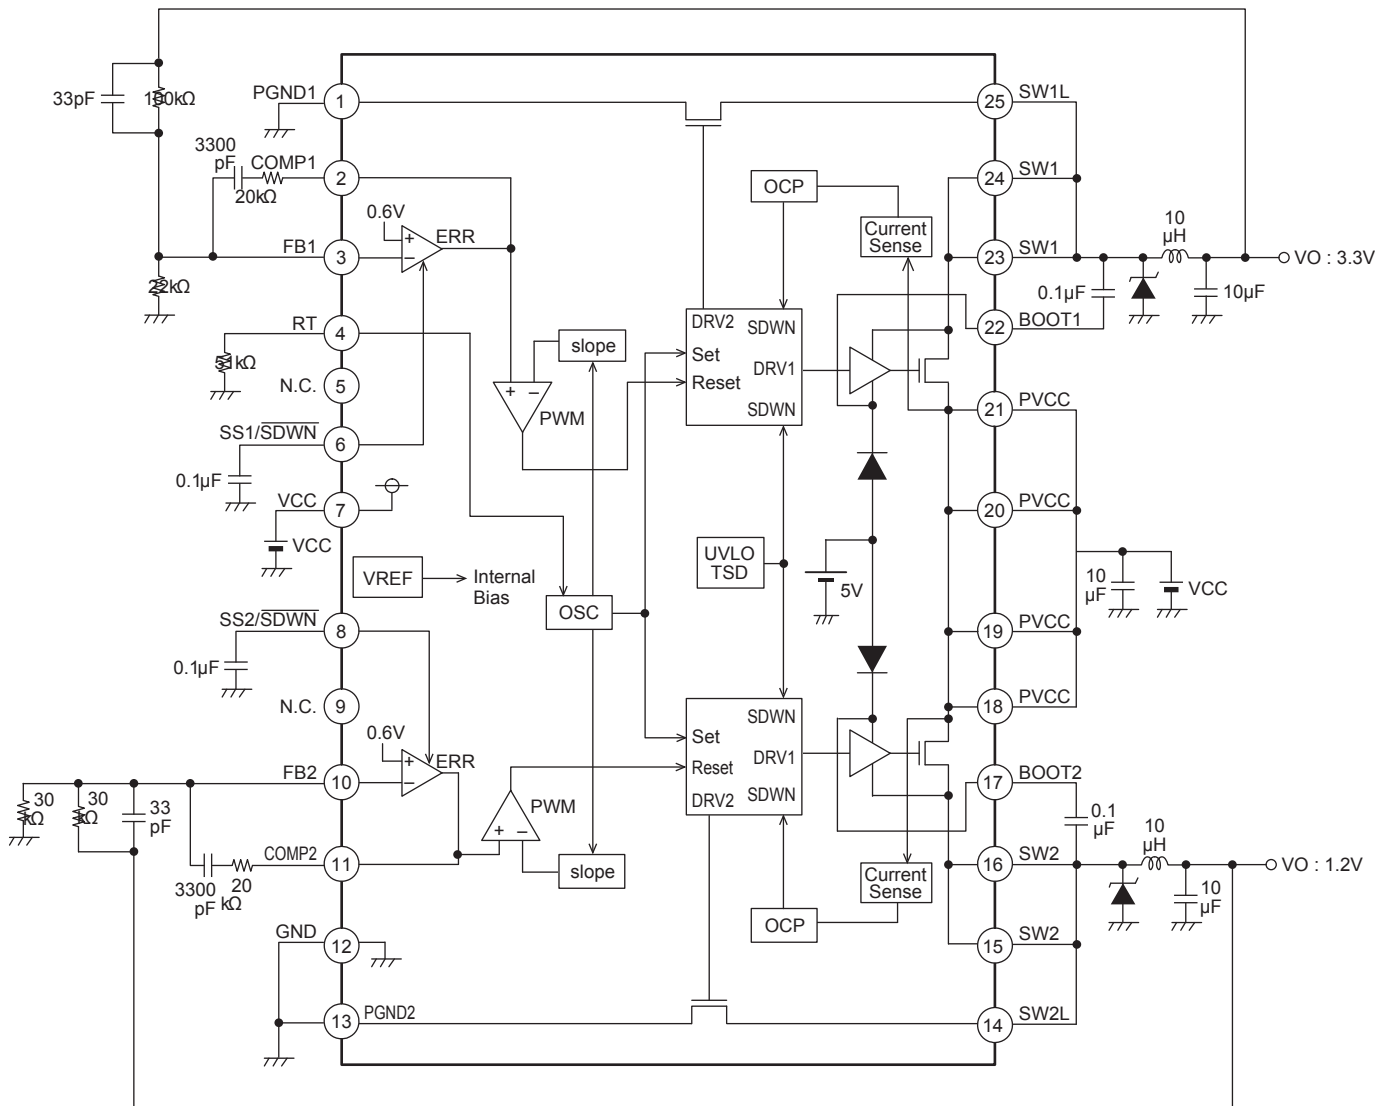 33pF
100kΩ
PGND1
1
3300
pF
COMP1
20kΩ
2
FB1
3
0.6V
+
−
ERR
22kΩ
RT
4
51kΩ
N.C.
5
SS1/SDWN
6
0.1µF
VCC
7
VCC
VREF
Internal
Bias
SS2/SDWN
8
0.1µF
N.C.
9
FB2
10
0.6V
+
−
ERR
30
kΩ
30
kΩ
33
pF
COMP2
11
3300
pF
20
kΩ
GND
12
PGND2
13
slope
+
−
PWM
OSC
PWM
+
−
slope
OCP
Current
Sense
DRV2
SDWN
Set
DRV1
Reset
SDWN
UVLO
TSD
5V
SDWN
Set
DRV1
Reset
DRV2
SDWN
OCP
Current
Sense
25
SW1L
24
SW1
23
SW1
10
µH
VO : 3.3V
0.1µF
10µF
22
BOOT1
21
PVCC
20
PVCC
10
µF
VCC
19
PVCC
18
PVCC
17
BOOT2
0.1
µF
16
SW2
10
µH
VO : 1.2V
10
µF
15
SW2
14
SW2L